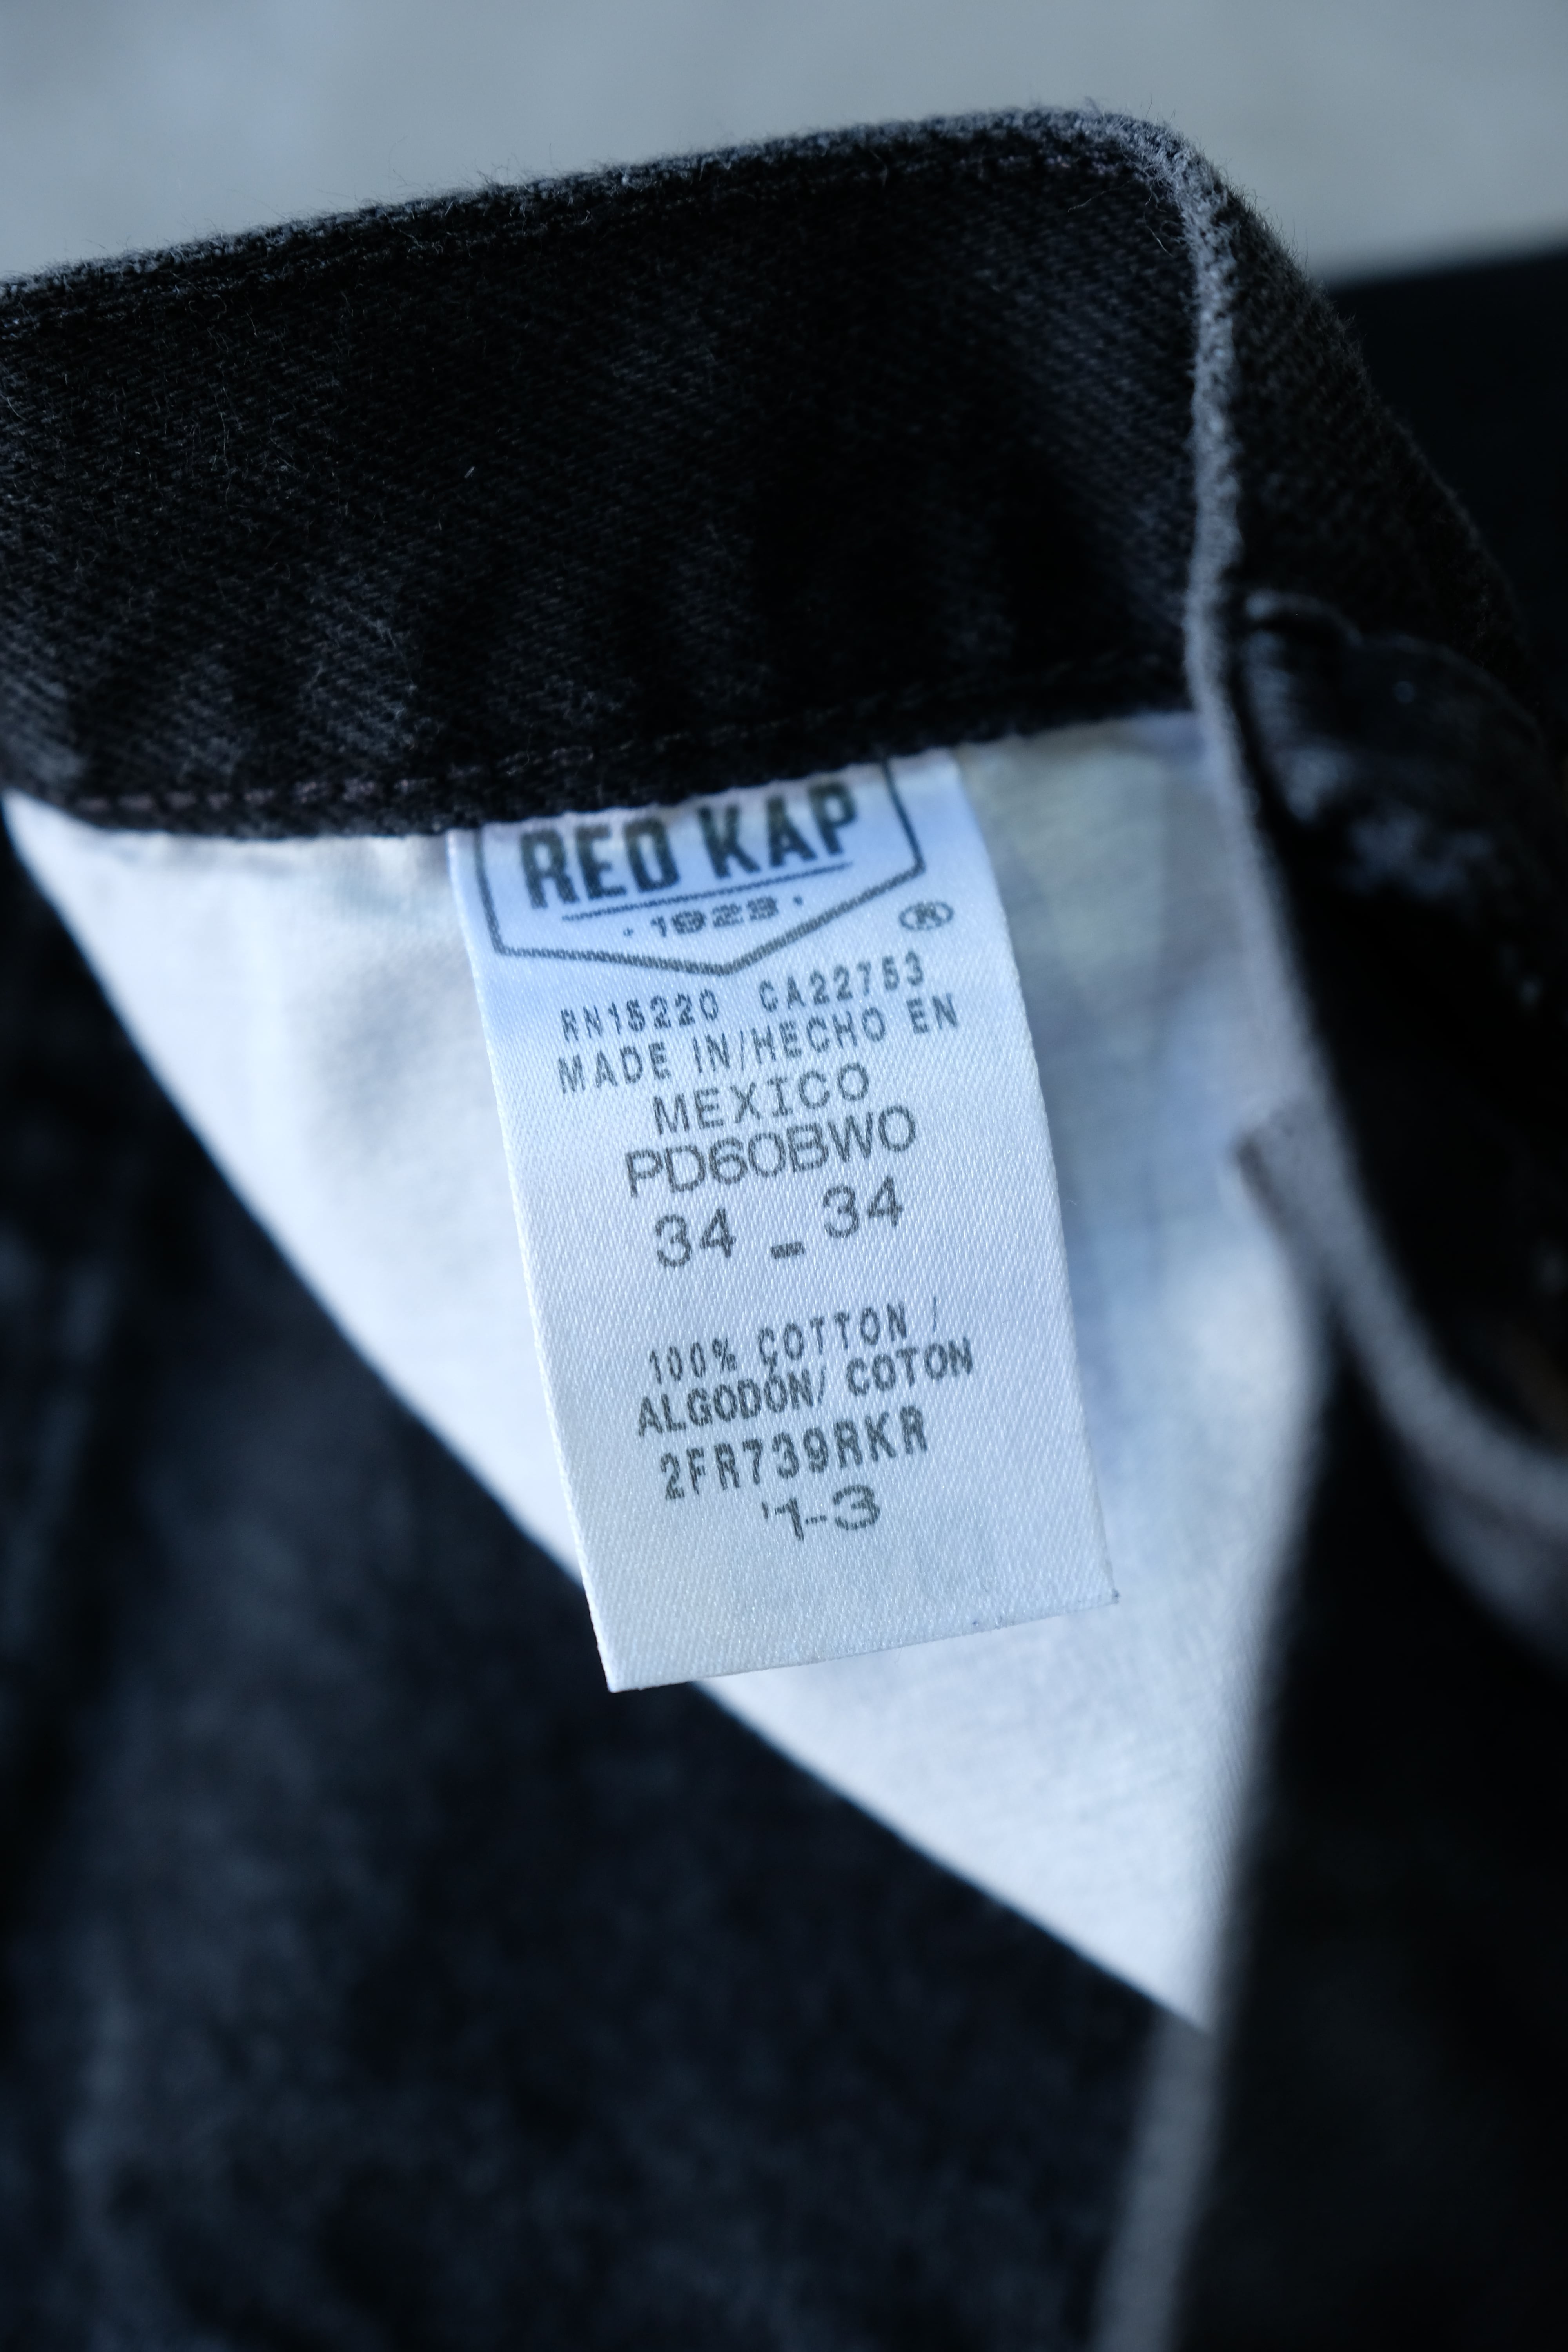 RED KAP
· 1923 ·
®
RN15220 CA22753
MADE IN/HECHO EN
MEXICO
PD60BW0
34 - 34
100% COTTON /
ALGODÓN/ COTON
2FR739RKR
'1-3